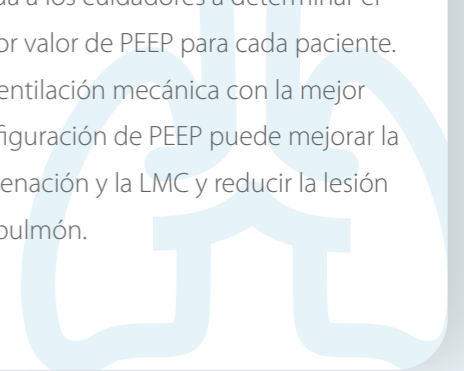 da a los cuidadores a determinar el
or valor de PEEP para cada paciente.
entilación mecánica con la mejor
figuración de PEEP puede mejorar la
enación y la LMC y reducir la lesión
pulmón.